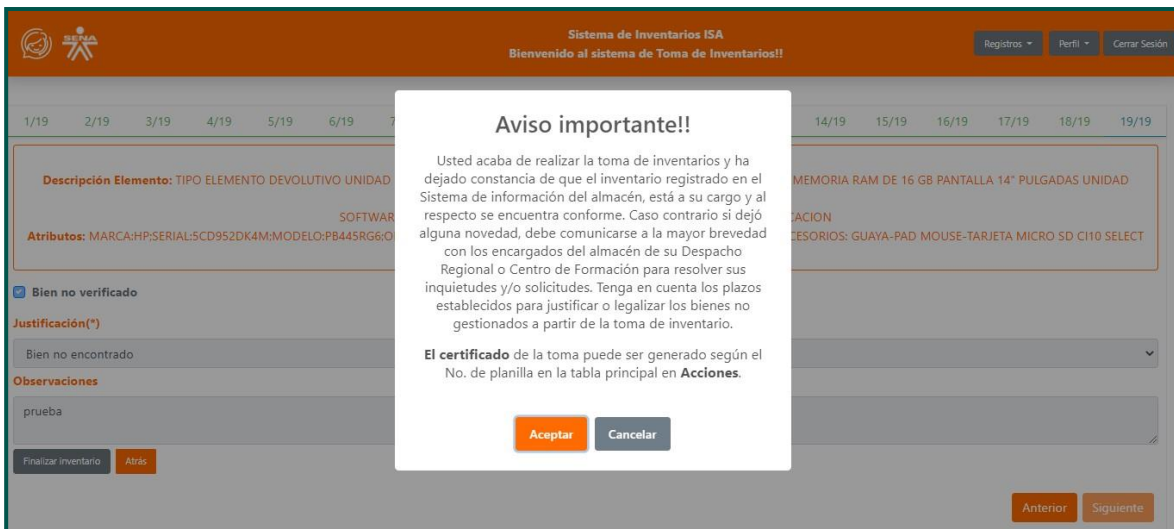 SENA
Sistema de Inventarios ISA
Bienvenido al sistema de Toma de Inventarios!!
Registros
Perfil
Cerrar Sesión
1/19 2/19 3/19 4/19 5/19 6/19 7 14/19 15/19 16/19 17/19 18/19 19/19
Descripción Elemento: TIPO ELEMENTO DEVOLUTIVO UNIDAD MEMORIA RAM DE 16 GB PANTALLA 14" PULGADAS UNIDAD
SOFTWAR CACION
Atributos: MARCA:HP;SERIAL:5CD952DK4M;MODELO:PB445RG6;O CESORIOS: GUAYA-PAD MOUSE-TARJETA MICRO SD CI10 SELECT
Bien no verificado
Justificación(*)
Bien no encontrado
Observaciones
prueba
Finalizar inventario Atrás
Anterior Siguiente
Aviso importante!!
Usted acaba de realizar la toma de inventarios y ha
dejado constancia de que el inventario registrado en el
Sistema de información del almacén, está a su cargo y al
respecto se encuentra conforme. Caso contrario si dejó
alguna novedad, debe comunicarse a la mayor brevedad
con los encargados del almacén de su Despacho
Regional o Centro de Formación para resolver sus
inquietudes y/o solicitudes. Tenga en cuenta los plazos
establecidos para justificar o legalizar los bienes no
gestionados a partir de la toma de inventario.
El certificado de la toma puede ser generado según el
No. de planilla en la tabla principal en Acciones.
Aceptar Cancelar